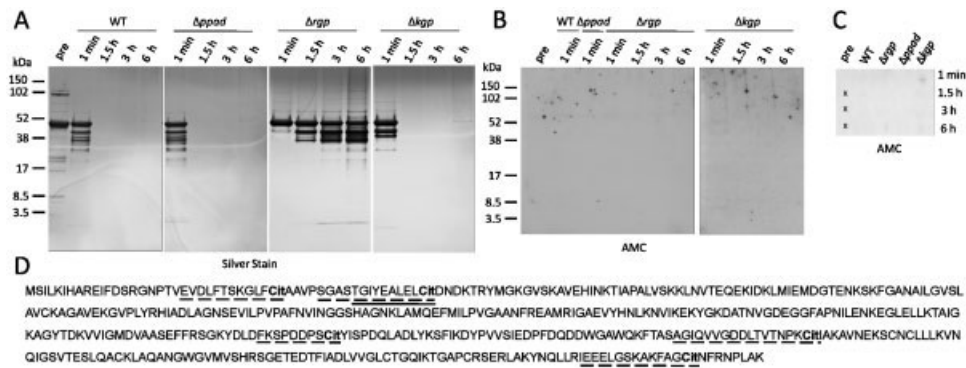 A
WT Δppad Δrgp Δkgp
kDa pre 1 min 1.5 h 3 h 6 h 1 min 1.5 h 3 h 6 h 1 min 1.5 h 3 h 6 h 1 min 1.5 h 3 h 6 h
150
102
52
38
17
8.5
3.5
Silver Stain
B
WT Δppad Δrgp Δkgp
kDa pre 1 min 1 min 1 min 1.5 h 3 h 6 h 1 min 1.5 h 3 h 6 h
150
102
52
38
17
8.5
3.5
AMC
C
pre WT Δrgp Δppad Δkgp
1 min
x 1.5 h
x 3 h
x 6 h
AMC
D
MSILKIHAREIFDSRGNPTVEVDLFTSKGLFCitAAVPSGASTGIYEALELCitDNDKTRYMGKGVSKAVEHINKTIAPALVSKKLNVTEQEKIDKLMIEMDGTENKSKFGANAILGVSL
AVCKAGAVEKGVPLYRHIADLAGNSEVILPVPAFNVINGGSHAGNKLAMQEFMILPVGAANFREAMRIGAEVYHNLKNVIKEKYGKDATNVGDEGGFAPNILENKEGLELLKTAIG
KAGYTDKVVIGMDVAASEFFRSGKYDLDFKSPDDPSCitYISPDQLADLYKSFIKDYPVVSIEDPFDQDDWGAWQKFTASAGIQVVGDDLTVTNPKCitIAKAVNEKSCNCLLLKVN
QIGSVTESLQACKLAQANGWGVMVSHRSGETEDTFIADLVVGLCTGQIKTGAPCRSERLAKYNQLLRIEEELGSKAKFAGCitNFRNPLAK